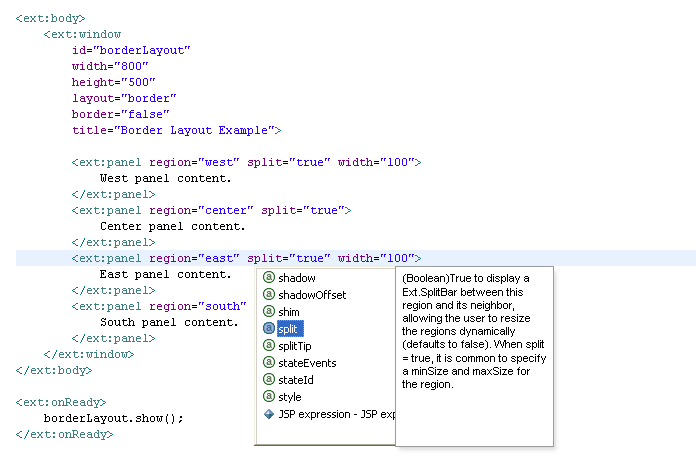 <ext:body>
<ext:window
id="borderLayout"
width="800"
height="500"
layout="border"
border="false"
title="Border Layout Example">
<ext:panel region="west" split="true" width="100">
West panel content.
</ext:panel>
<ext:panel region="center" split="true">
Center panel content.
</ext:panel>
<ext:panel region="east" split="true" width="100">
East panel content.
</ext:panel>
<ext:panel region="south"
South panel content.
</ext:panel>
</ext:window>
</ext:body>
<ext:onReady>
borderLayout.show();
</ext:onReady>
shadow
shadowOffset
shim
split
splitTip
stateEvents
stateId
style
JSP expression - JSP exp
(Boolean)True to display a
Ext.SplitBar between this
region and its neighbor,
allowing the user to resize
the regions dynamically
(defaults to false). When split
= true, it is common to specify
a minSize and maxSize for
the region.